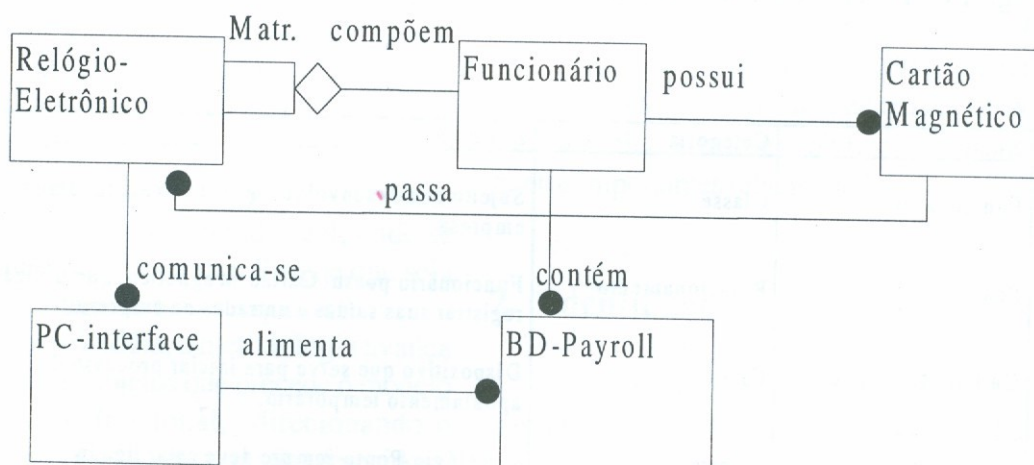 Matr. compõem
Relógio-
Eletrônico
Funcionário
possui
Cartão
Magnético
passa
comunica-se
contém
PC-interface
alimenta
BD-Payroll